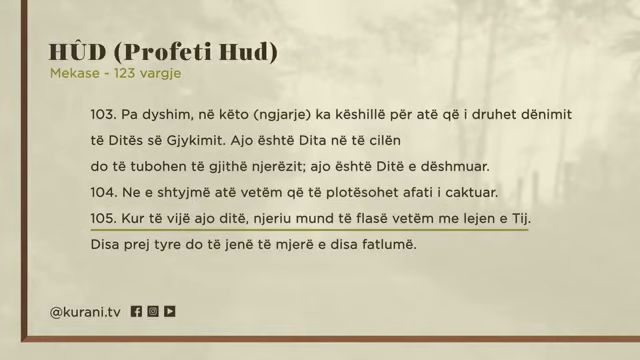 HÛD (Profeti Hud)
Mekase - 123 vargje
103. Pa dyshim, në këto (ngjarje) ka këshillë për atë që i druhet dënimit
të Ditës së Gjykimit. Ajo është Dita në të cilën
do të tubohen të gjithë njerëzit; ajo është Ditë e dëshmuar.
104. Ne e shtyjmë atë vetëm që të plotësohet afati i caktuar.
105. Kur të vijë ajo ditë, njeriu mund të flasë vetëm me lejen e Tij.
Disa prej tyre do të jenë të mjerë e disa fatlumë.
@kurani.tv